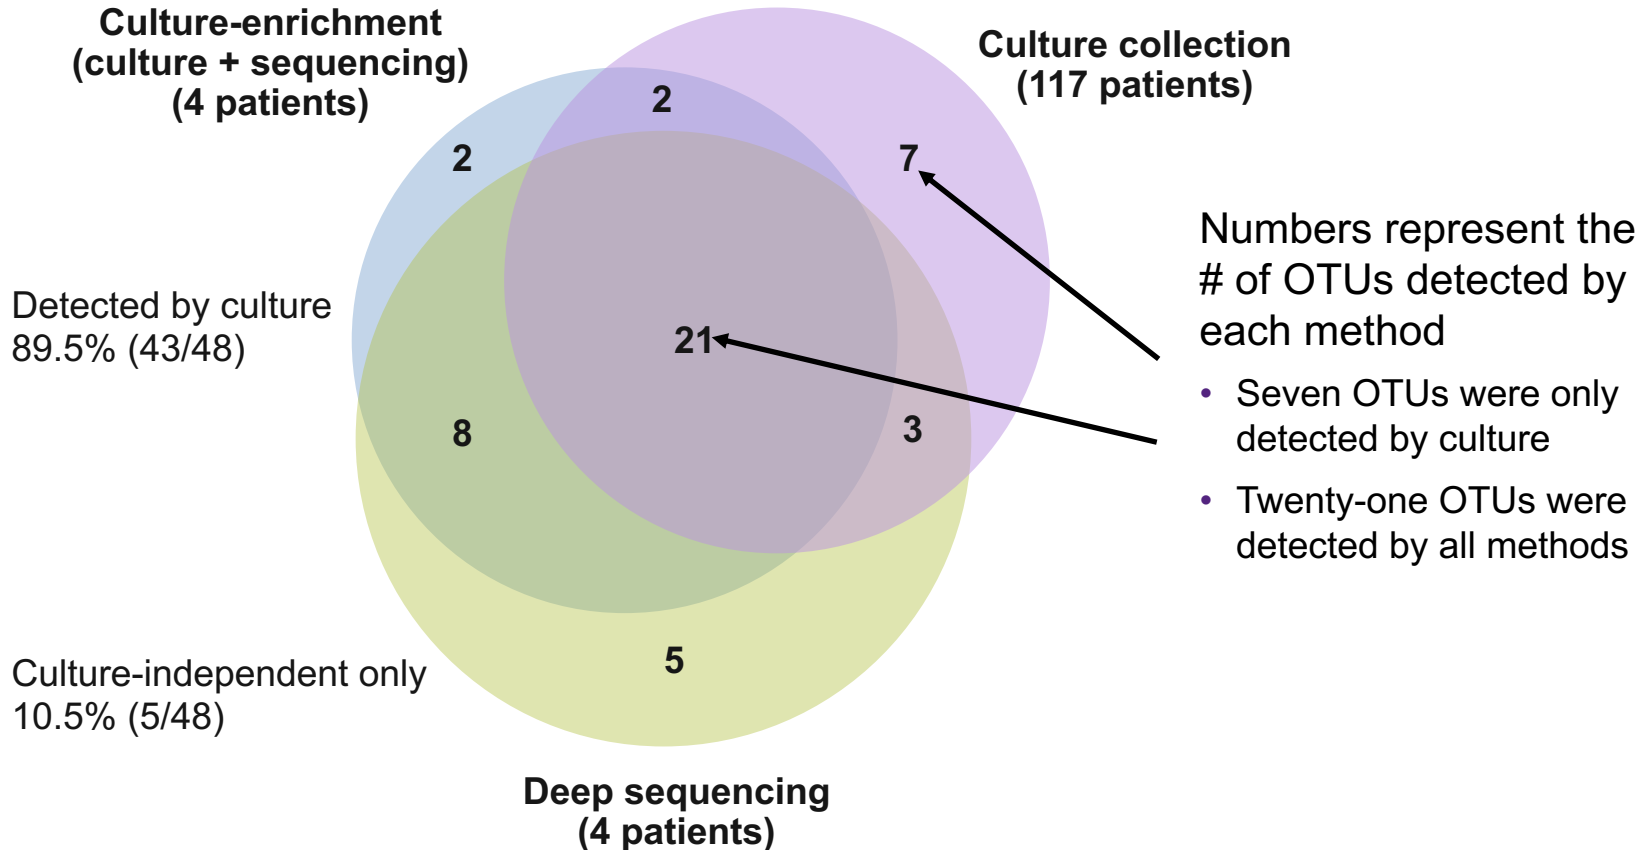 Culture-enrichment
(culture + sequencing)
(4 patients)
Culture collection
(117 patients)
2
2
7
Numbers represent the
# of OTUs detected by
each method
• Seven OTUs were only
detected by culture
• Twenty-one OTUs were
detected by all methods
Detected by culture
89.5% (43/48)
21
8
3
Culture-independent only
10.5% (5/48)
5
Deep sequencing
(4 patients)